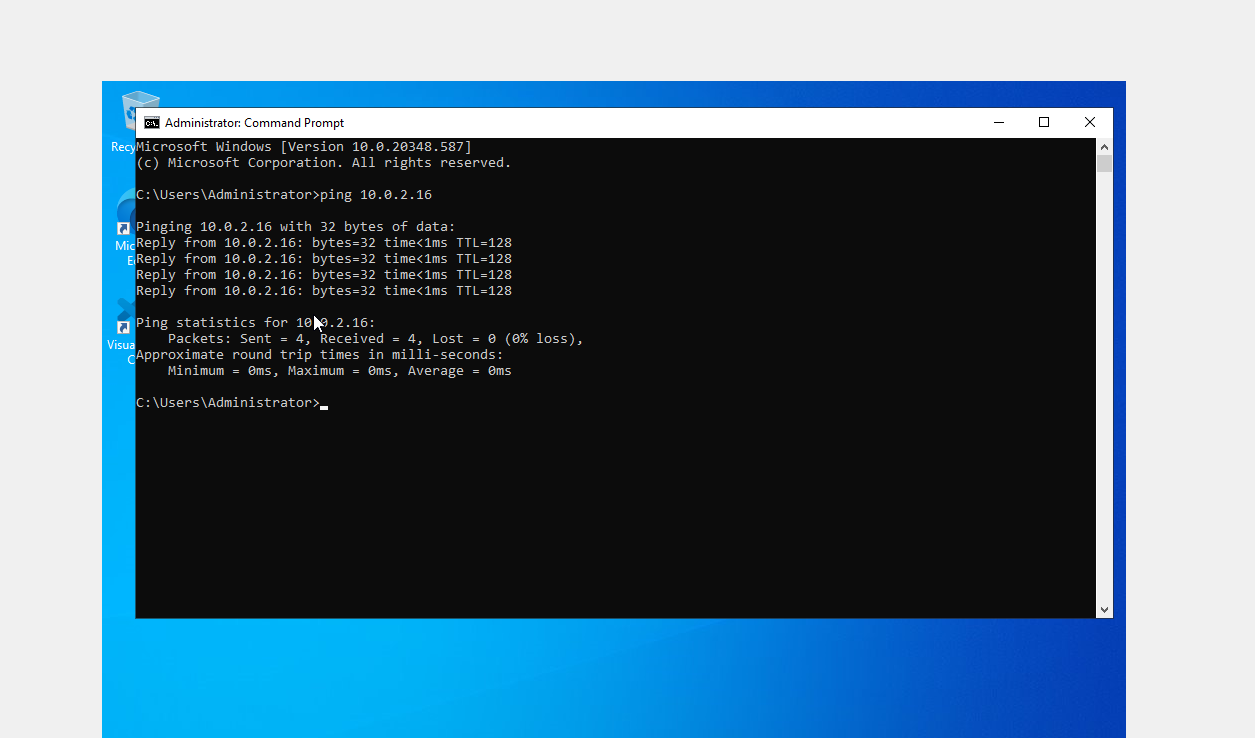 Administrator: Command Prompt
Recy
Microsoft Windows [Version 10.0.20348.587]
(c) Microsoft Corporation. All rights reserved.
C:\Users\Administrator>ping 10.0.2.16
Pinging 10.0.2.16 with 32 bytes of data:
Reply from 10.0.2.16: bytes=32 time<1ms TTL=128
Reply from 10.0.2.16: bytes=32 time<1ms TTL=128
Reply from 10.0.2.16: bytes=32 time<1ms TTL=128
Reply from 10.0.2.16: bytes=32 time<1ms TTL=128
Ping statistics for 10.0.2.16:
Packets: Sent = 4, Received = 4, Lost = 0 (0% loss),
Approximate round trip times in milli-seconds:
Minimum = 0ms, Maximum = 0ms, Average = 0ms
C:\Users\Administrator>
Mic
E
Visua
C